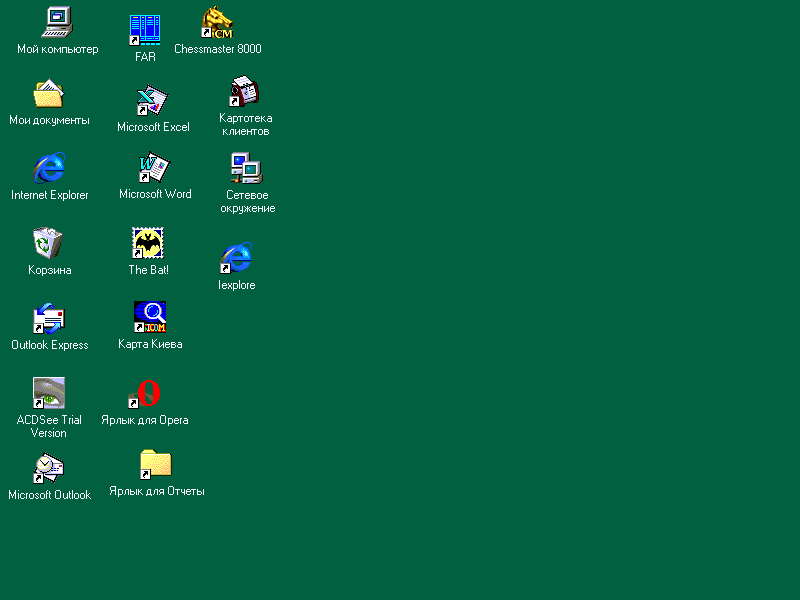 Мой компьютер
FAR
CM
Chessmaster 8000
Мои документы
Microsoft Excel
Картотека
клиентов
Internet Explorer
Microsoft Word
Сетевое
окружение
Корзина
The Bat!
Iexplore
Outlook Express
Карта Киева
ACDSee Trial
Version
Ярлык для Opera
Microsoft Outlook
Ярлык для Отчеты